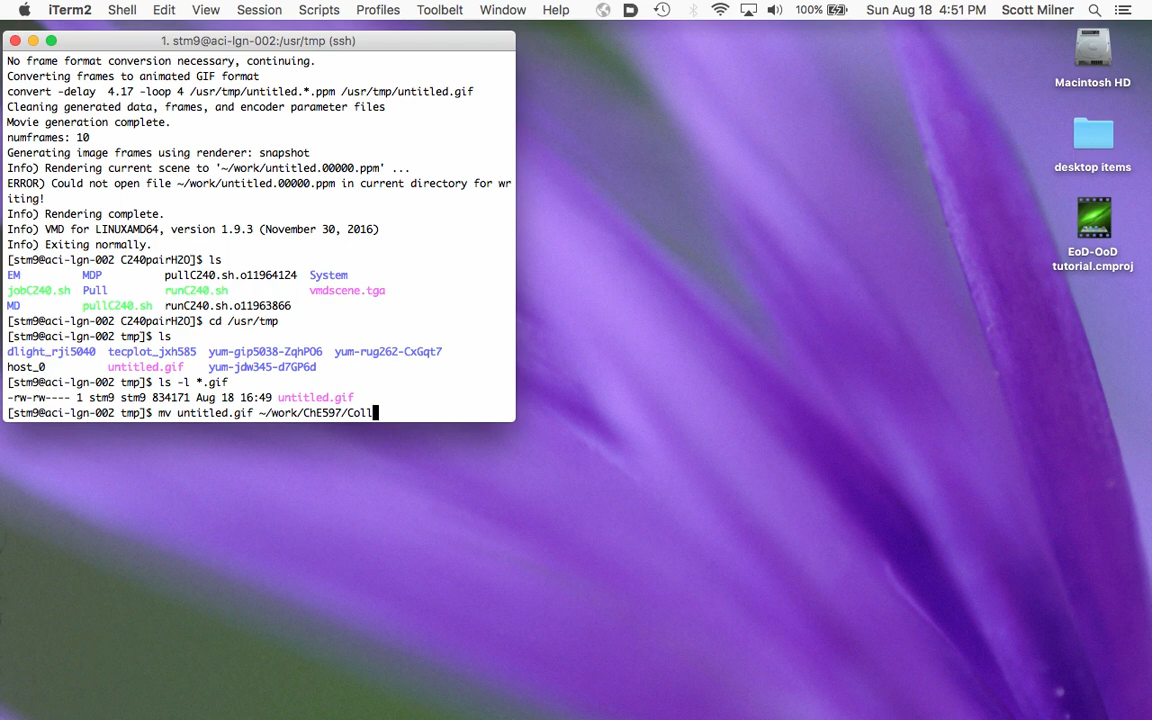 iTerm2 Shell Edit View Session Scripts Profiles Toolbelt Window Help 100% Sun Aug 18 4:51 PM Scott Milner
1. stm9@aci-lgn-002:/usr/tmp (ssh)
No frame format conversion necessary, continuing.
Converting frames to animated GIF format
convert -delay  4.17 -loop 4 /usr/tmp/untitled.*.ppm /usr/tmp/untitled.gif
Cleaning generated data, frames, and encoder parameter files
Movie generation complete.
numframes: 10
Generating image frames using renderer: snapshot
Info) Rendering current scene to '~/work/untitled.00000.ppm' ...
ERROR) Could not open file ~/work/untitled.00000.ppm in current directory for wr
iting!
Info) Rendering complete.
Info) VMD for LINUXAMD64, version 1.9.3 (November 30, 2016)
Info) Exiting normally.
[stm9@aci-lgn-002 C240pairH2O]$ ls
EM MDP pullC240.sh.o11964124 System
jobC240.sh Pull runC240.sh vmdscene.tga
MD pullC240.sh runC240.sh.o11963866
[stm9@aci-lgn-002 C240pairH2O]$ cd /usr/tmp
[stm9@aci-lgn-002 tmp]$ ls
dlight_rji5040 tecplot_jxh585 yum-gip5038-ZqhPO6 yum-rug262-CxGqt7
host_0 untitled.gif yum-jdw345-d7GP6d
[stm9@aci-lgn-002 tmp]$ ls -l *.gif
-rw-rw---- 1 stm9 stm9 834171 Aug 18 16:49 untitled.gif
[stm9@aci-lgn-002 tmp]$ mv untitled.gif ~/work/ChE597/Coll
Macintosh HD
desktop items
EoD-OoD
tutorial.cmproj